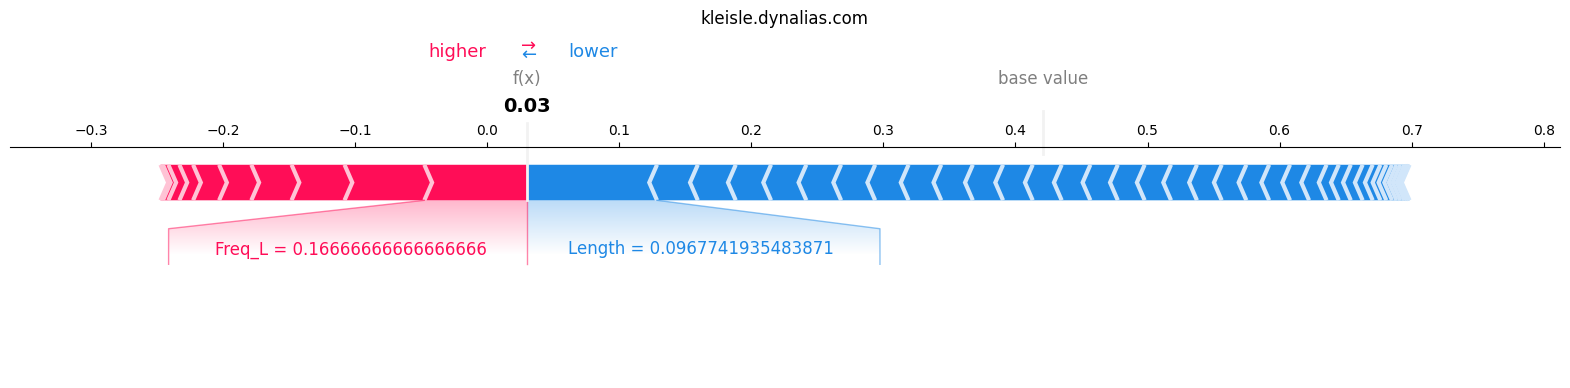 kleisle.dynalias.com
higher ⇄ lower
f(x) base value
0.03
−0.3 −0.2 −0.1 0.0 0.1 0.2 0.3 0.4 0.5 0.6 0.7 0.8
Freq_L = 0.16666666666666666 Length = 0.0967741935483871